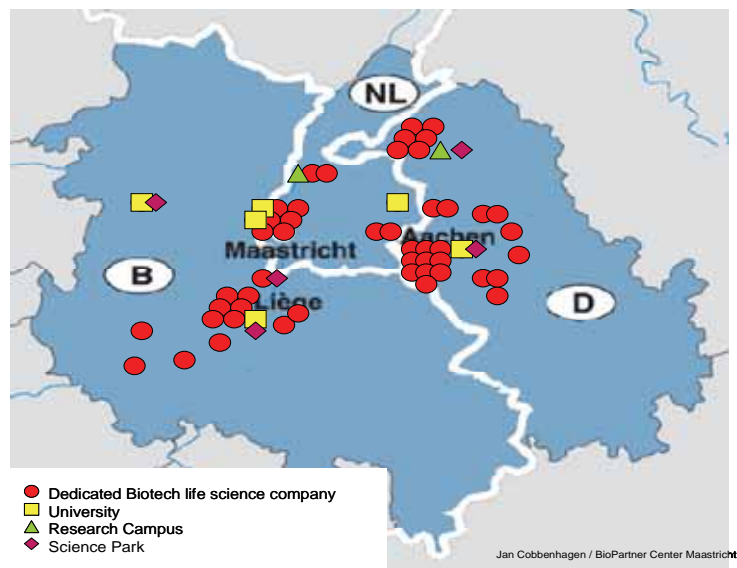 NL
Aachen
Maastricht
B
Liège
D
Dedicated Biotech life science company
University
Research Campus
Science Park
Jan Cobbenhagen / BioPartner Center Maastricht